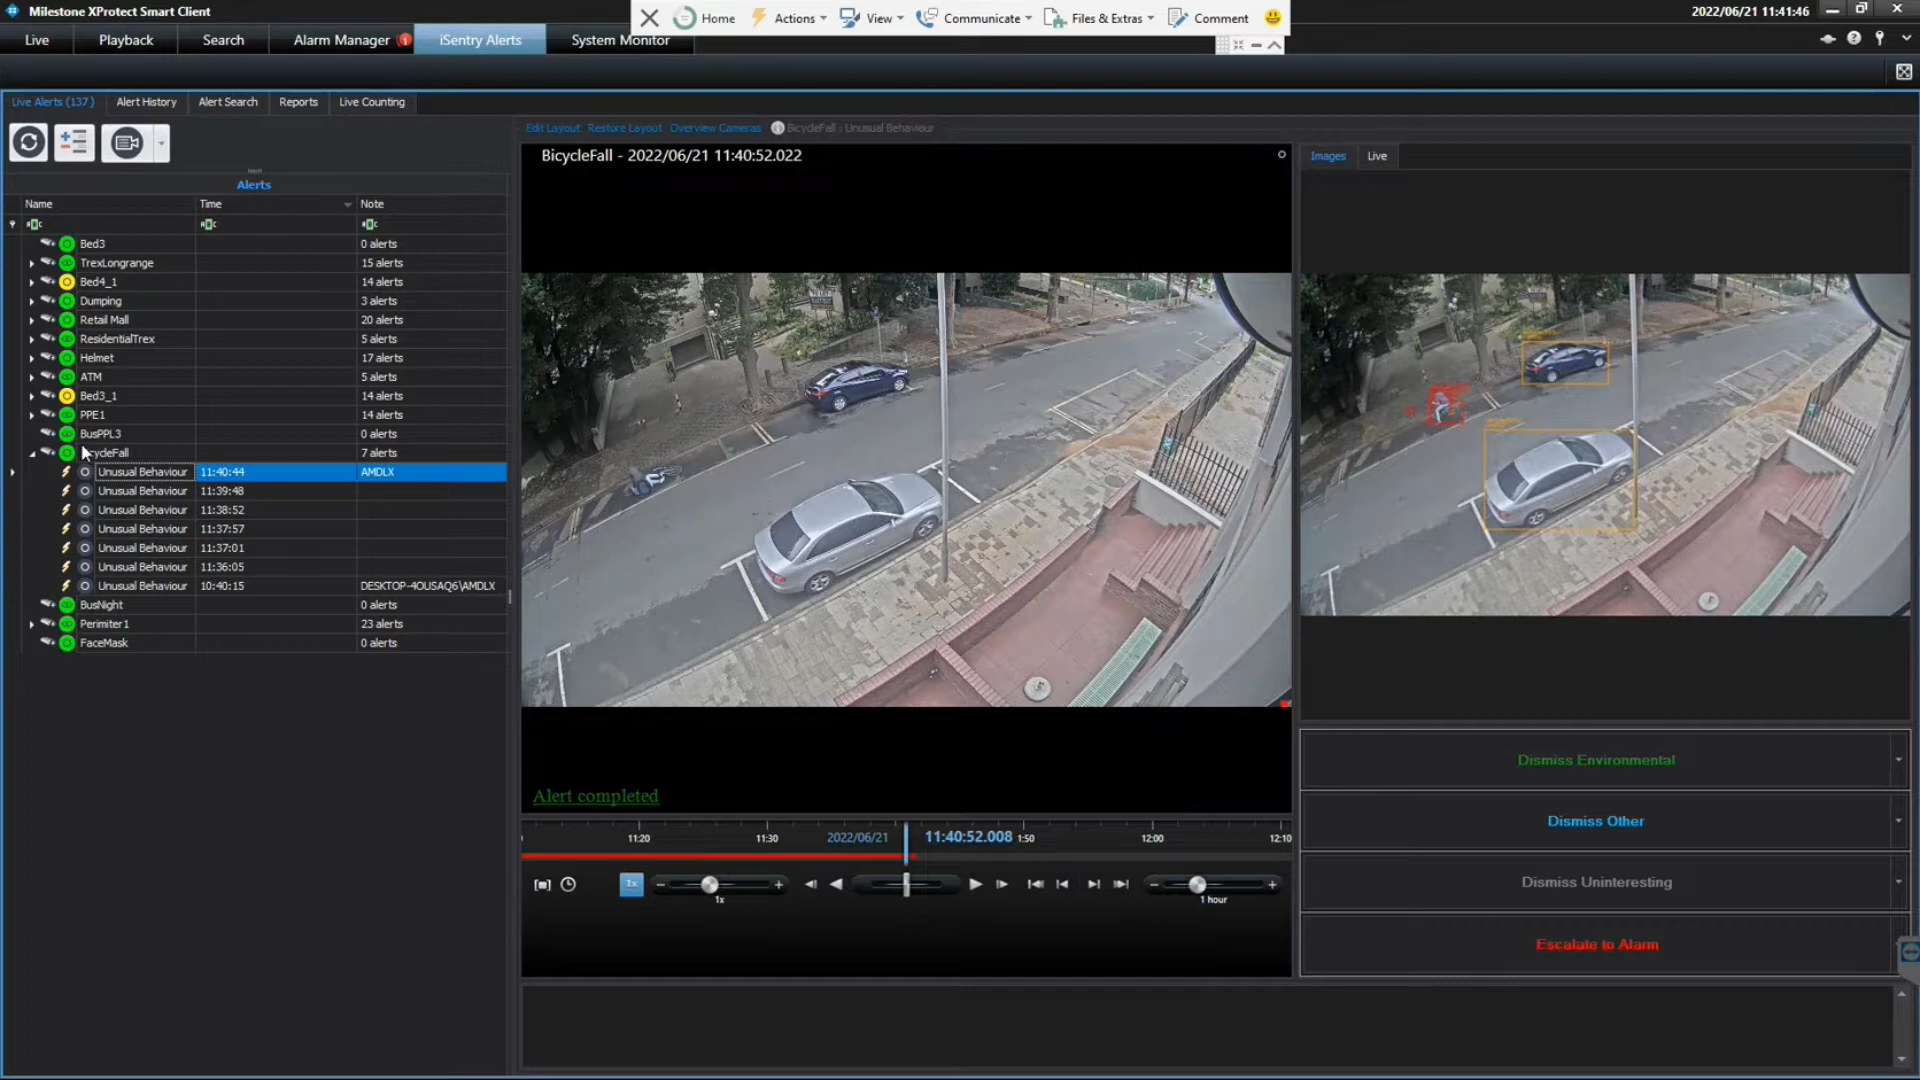 Milestone XProtect Smart Client
Home
Actions
View
Communicate
Files & Extras
Comment
2022/06/21 11:41:46
Live
Playback
Search
Alarm Manager
1
iSentry Alerts
System Monitor
Live Alerts (137)
Alert History
Alert Search
Reports
Live Counting
Edit Layout
Restore Layout
Overview Cameras
BicycleFall : Unusual Behaviour
Alerts
Name
Time
Note
Bed3
0 alerts
TrexLongrange
15 alerts
Bed4_1
14 alerts
Dumping
3 alerts
Retail Mall
20 alerts
ResidentialTrex
5 alerts
Helmet
17 alerts
ATM
5 alerts
Bed3_1
14 alerts
PPE1
14 alerts
BusPPL3
0 alerts
cycleFall
7 alerts
Unusual Behaviour 11:40:44 AMDLX
Unusual Behaviour 11:39:48
Unusual Behaviour 11:38:52
Unusual Behaviour 11:37:57
Unusual Behaviour 11:37:01
Unusual Behaviour 11:36:05
Unusual Behaviour 10:40:15 DESKTOP-4OUSAQ6\AMDLX
BusNight
0 alerts
Perimiter1
23 alerts
FaceMask
0 alerts
BicycleFall - 2022/06/21 11:40:52.022
Alert completed
11:20
11:30
2022/06/21
11:40:52.008
1:50
12:00
12:10
1x
1x
1 hour
Images
Live
Dismiss Environmental
Dismiss Other
Dismiss Uninteresting
Escalate to Alarm